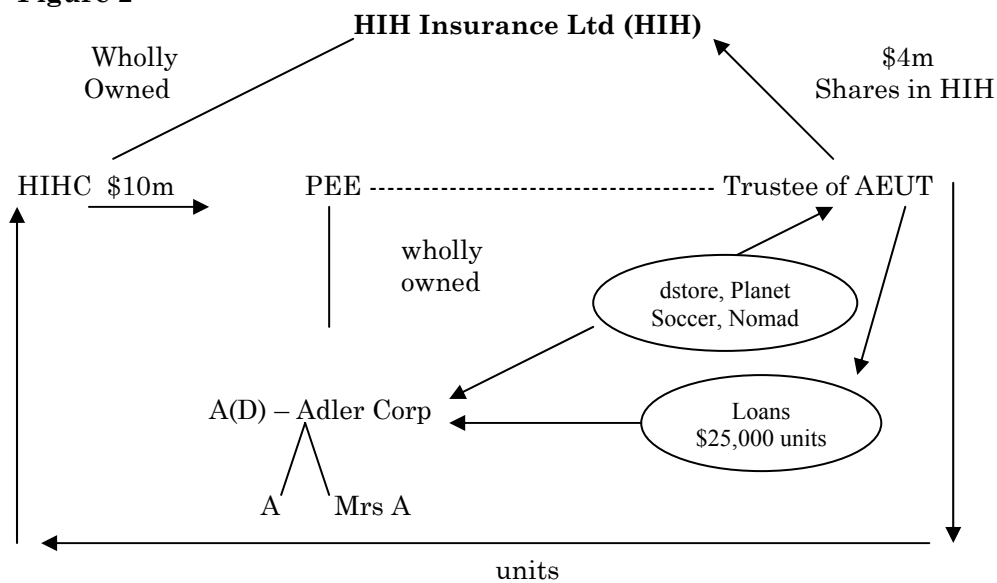 Figure 2
HIH Insurance Ltd (HIH)
Wholly
Owned
$4m
Shares in HIH
HIHC $10m
PEE
Trustee of AEUT
wholly
owned
dstore, Planet
Soccer, Nomad
A(D) – Adler Corp
Loans
$25,000 units
A
Mrs A
units